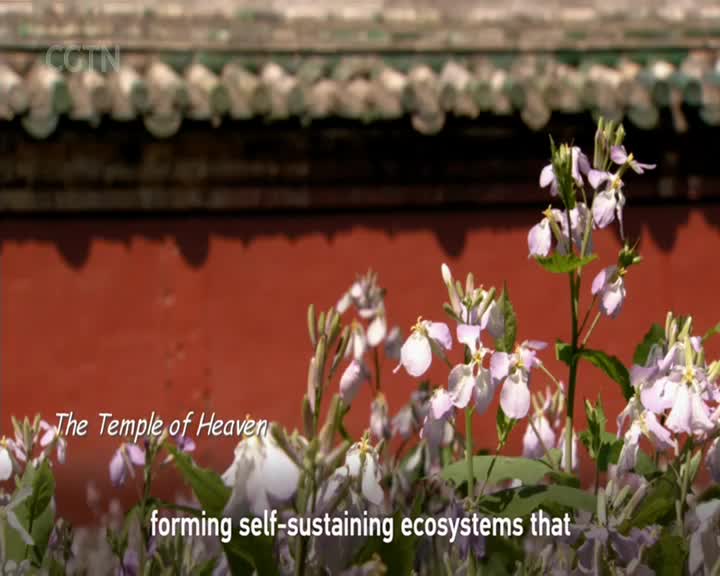 CGTN
The Temple of Heaven
forming self-sustaining ecosystems that